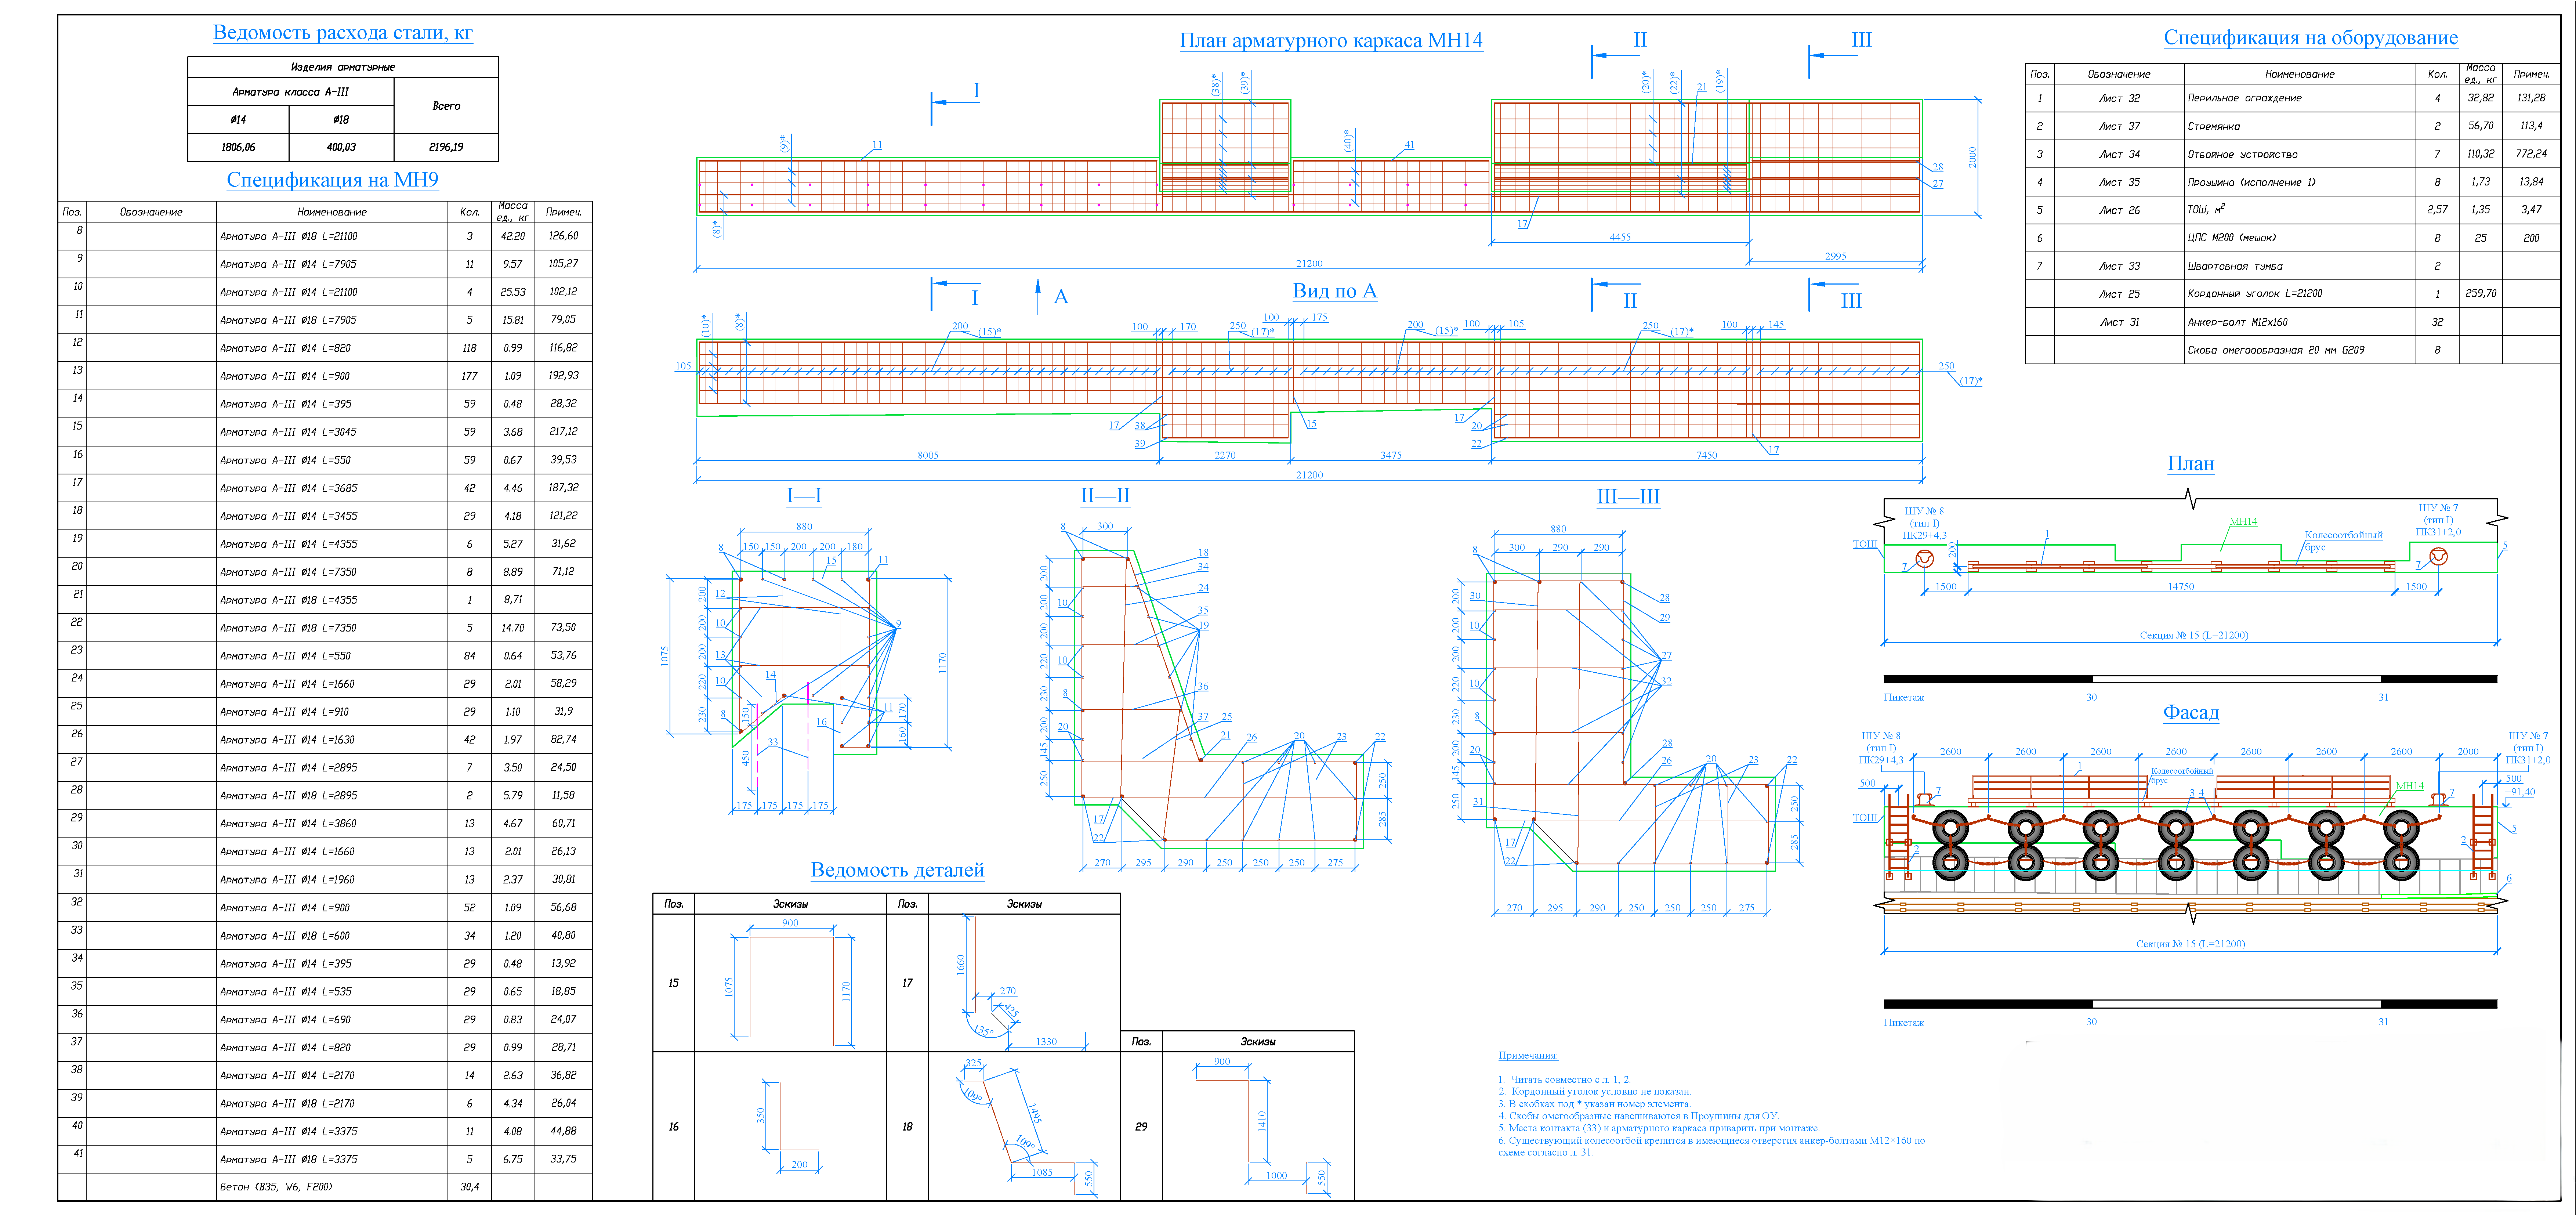 Ведомость расхода стали, кг
Изделия арматурные
Арматура класса А-III
Всего
Ø14
Ø18
1806,06
400,03
2196,19
Спецификация на МН9
Поз. Обозначение Наименование Кол. Масса ед., кг Примеч.
8 Арматура А-III Ø18 L=21100 3 42.20 126,60
9 Арматура А-III Ø14 L=7905 11 9.57 105,27
10 Арматура А-III Ø14 L=21100 4 25.53 102,12
11 Арматура А-III Ø18 L=7905 5 15.81 79,05
12 Арматура А-III Ø14 L=820 118 0.99 116,82
13 Арматура А-III Ø14 L=900 177 1.09 192,93
14 Арматура А-III Ø14 L=395 59 0.48 28,32
15 Арматура А-III Ø14 L=3045 59 3.68 217,12
16 Арматура А-III Ø14 L=550 59 0.67 39,53
17 Арматура А-III Ø14 L=3685 42 4.46 187,32
18 Арматура А-III Ø14 L=3455 29 4.18 121,22
19 Арматура А-III Ø14 L=4355 6 5.27 31,62
20 Арматура А-III Ø14 L=7350 8 8.89 71,12
21 Арматура А-III Ø18 L=4355 1 8,71
22 Арматура А-III Ø18 L=7350 5 14.70 73,50
23 Арматура А-III Ø14 L=550 84 0.64 53,76
24 Арматура А-III Ø14 L=1660 29 2.01 58,29
25 Арматура А-III Ø14 L=910 29 1.10 31,9
26 Арматура А-III Ø14 L=1630 42 1.97 82,74
27 Арматура А-III Ø14 L=2895 7 3.50 24,50
28 Арматура А-III Ø18 L=2895 2 5.79 11,58
29 Арматура А-III Ø14 L=3860 13 4.67 60,71
30 Арматура А-III Ø14 L=1660 13 2.01 26,13
31 Арматура А-III Ø14 L=1960 13 2.37 30,81
32 Арматура А-III Ø14 L=900 52 1.09 56,68
33 Арматура А-III Ø18 L=600 34 1.20 40,80
34 Арматура А-III Ø14 L=395 29 0.48 13,92
35 Арматура А-III Ø14 L=535 29 0.65 18,85
36 Арматура А-III Ø14 L=690 29 0.83 24,07
37 Арматура А-III Ø14 L=820 29 0.99 28,71
38 Арматура А-III Ø14 L=2170 14 2.63 36,82
39 Арматура А-III Ø18 L=2170 6 4.34 26,04
40 Арматура А-III Ø14 L=3375 11 4.08 44,88
41 Арматура А-III Ø18 L=3375 5 6.75 33,75
Бетон (В35, W6, F200) 30,4
План арматурного каркаса МН14
I II III
(38)* (39)* (20)* (22)* (19)* 21
(9)* 11 (40)* 41
28
27
2000
(8)* 17
4455
2995
21200
I А II III
Вид по А
(10)* (8)* 200 (15)* 100 170 250 (17)* 100 175 200 (15)* 100 105 250 (17)* 100 145
105 250 (17)*
17 38 39 15 17 20 22 17
8005 2270 3475 7450
21200
I—I
880
8 150 150 200 200 180
15 11
1075 200 200 200 220 230
12 10 13 10 8
9
1170
14 11 170 160
150 450 33 16
175 175 175 175
II—II
8 300
18
34
24
35
19
36
37 25
200 200 200 220 230 200 145 250
10 10 8 20
21 26 20 23 22
250 285
17
22
270 295 290 250 250 250 275
III—III
880
8 300 290 290
30 28
29
200 200 200 220 230 200 145 250
10 10 8 20
27
32
28
26 20 23 22
31 250 285
17
22
270 295 290 250 250 250 275
Ведомость деталей
Поз. Эскизы Поз. Эскизы
15 900 1075 1170
17 1660 270 425 135° 1330
16 350 200
18 325 109° 1495 109° 1085 550
Поз. Эскизы
29 900 1410 1000 550
Спецификация на оборудование
Поз. Обозначение Наименование Кол. Масса ед., кг Примеч.
1 Лист 32 Перильное ограждение 4 32,82 131,28
2 Лист 37 Стремянка 2 56,70 113,4
3 Лист 34 Отбойное устройство 7 110,32 772,24
4 Лист 35 Проушина (исполнение 1) 8 1,73 13,84
5 Лист 26 ТОШ, м² 2,57 1,35 3,47
6 ЦПС М200 (мешок) 8 25 200
7 Лист 33 Швартовная тумба 2
Лист 25 Кордонный уголок L=21200 1 259,70
Лист 31 Анкер-болт М12х160 32
Скоба омегоообразная 20 мм G209 8
План
ШУ № 8
(тип I)
ПК29+4,3
МН14
ШУ № 7
(тип I)
ПК31+2,0
ТОШ 200 1 Колесоотбойный
брус
5
7 7
1500 14750 1500
Секция № 15 (L=21200)
Пикетаж 30 31
Фасад
ШУ № 8
(тип I)
ПК29+4,3
ШУ № 7
(тип I)
ПК31+2,0
2600 2600 2600 2600 2600 2600 2600 2000
500 1 Колесоотбойный
брус
500
+91,40
7 3 4 МН14 7
ТОШ 5
2 2
6
Секция № 15 (L=21200)
Пикетаж 30 31
Примечания:
1. Читать совместно с л. 1, 2.
2. Кордонный уголок условно не показан.
3. В скобках под * указан номер элемента.
4. Скобы омегообразные навешиваются в Проушины для ОУ.
5. Места контакта (33) и арматурного каркаса приварить при монтаже.
6. Существующий колесоотбой крепится в имеющиеся отверстия анкер-болтами М12×160 по
схеме согласно л. 31.